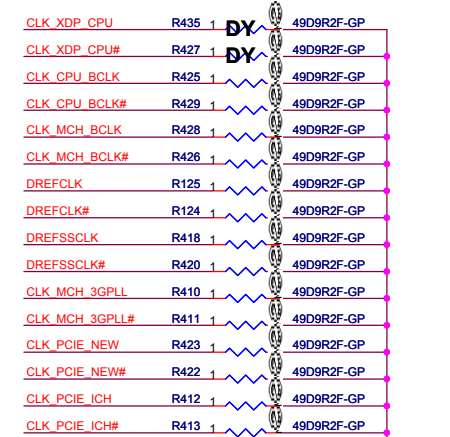 CLK_XDP_CPU R435 1 DY 49D9R2F-GP
CLK_XDP_CPU# R427 1 DY 49D9R2F-GP
CLK_CPU_BCLK R425 1 49D9R2F-GP
CLK_CPU_BCLK# R429 1 49D9R2F-GP
CLK_MCH_BCLK R428 1 49D9R2F-GP
CLK_MCH_BCLK# R426 1 49D9R2F-GP
DREFCLK R125 1 49D9R2F-GP
DREFCLK# R124 1 49D9R2F-GP
DREFSSCLK R418 1 49D9R2F-GP
DREFSSCLK# R420 1 49D9R2F-GP
CLK_MCH_3GPLL R410 1 49D9R2F-GP
CLK_MCH_3GPLL# R411 1 49D9R2F-GP
CLK_PCIE_NEW R423 1 49D9R2F-GP
CLK_PCIE_NEW# R422 1 49D9R2F-GP
CLK_PCIE_ICH R412 1 49D9R2F-GP
CLK_PCIE_ICH# R413 1 49D9R2F-GP